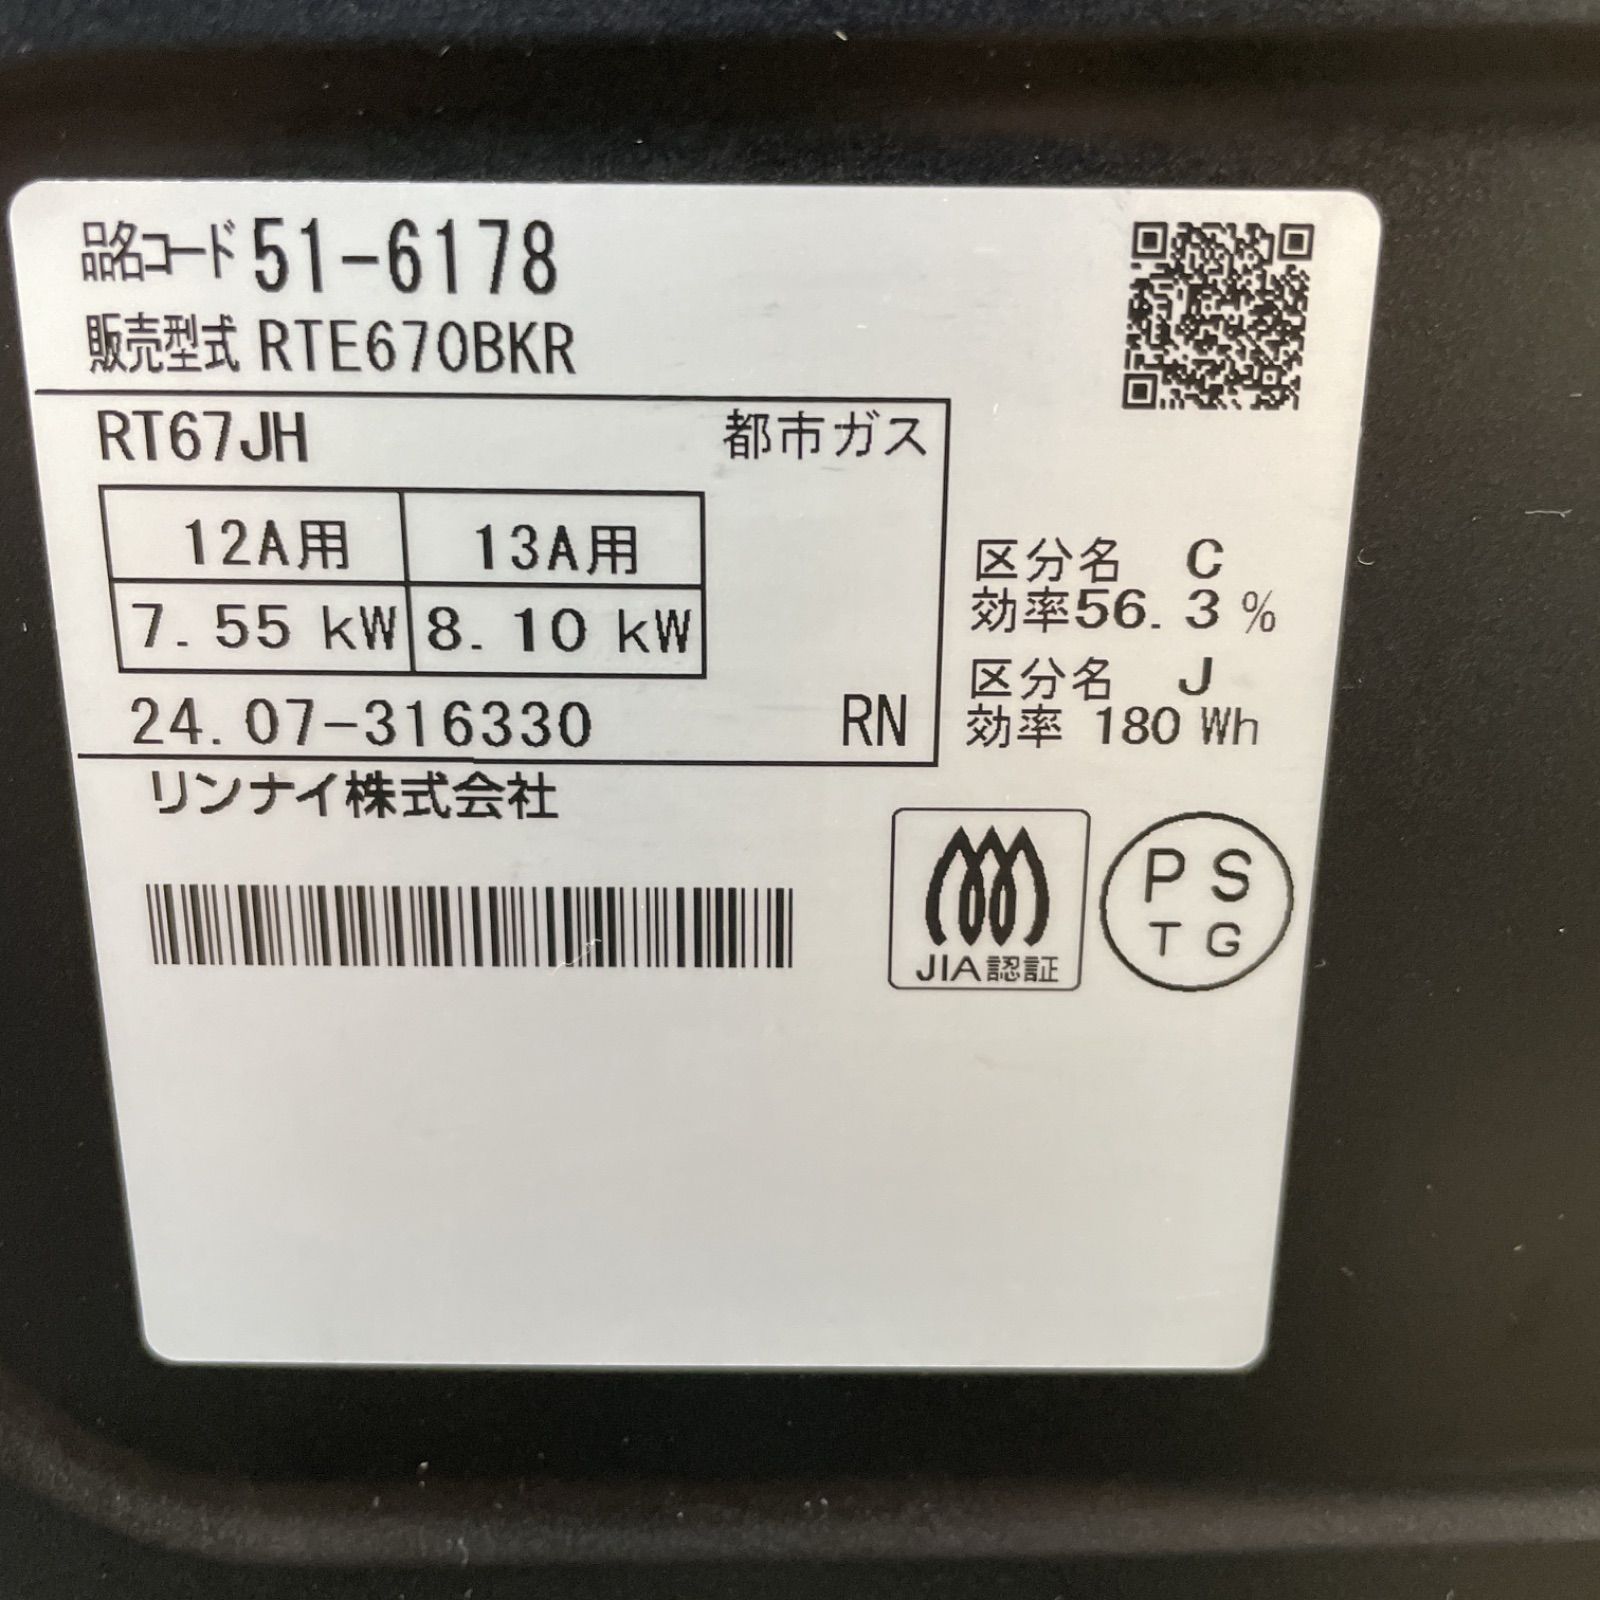 品名コード 51-6178
販売型式 RTE670BKR
RT67JH 都市ガス
12A用 13A用
7.55 kW 8.10 kW
24.07-316330 RN
リンナイ株式会社
区分名 C
効率56.3%
区分名 J
効率 180 Wh
JIA認証
PS
TG